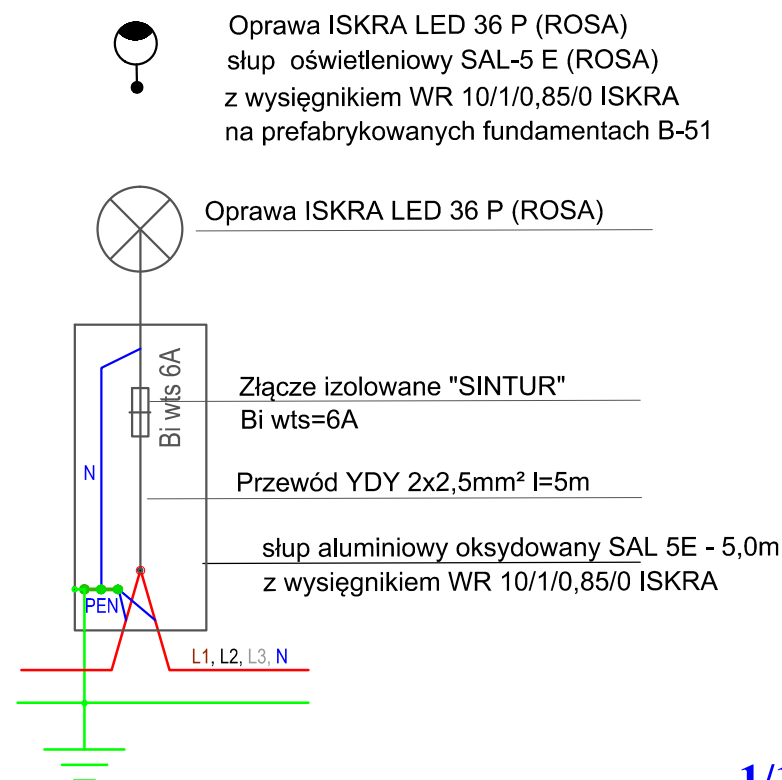 Oprawa ISKRA LED 36 P (ROSA)
słup oświetleniowy SAL-5 E (ROSA)
z wysięgnikiem WR 10/1/0,85/0 ISKRA
na prefabrykowanych fundamentach B-51
Oprawa ISKRA LED 36 P (ROSA)
Bi wts 6A
Złącze izolowane "SINTUR"
Bi wts=6A
N
Przewód YDY 2x2,5mm² l=5m
słup aluminiowy oksydowany SAL 5E - 5,0m
z wysięgnikiem WR 10/1/0,85/0 ISKRA
PEN
L1, L2, L3, N